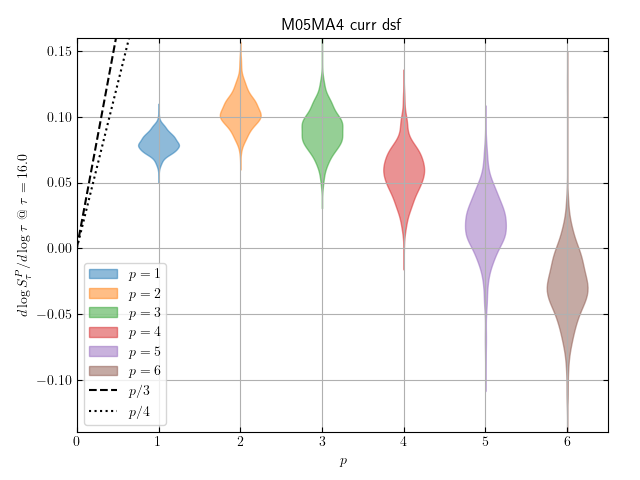 M05MA4 curr dsf
d log S_τ^p / d log τ @ τ = 16.0
0.15
0.10
0.05
0.00
−0.05
−0.10
p = 1
p = 2
p = 3
p = 4
p = 5
p = 6
p/3
p/4
0 1 2 3 4 5 6
p